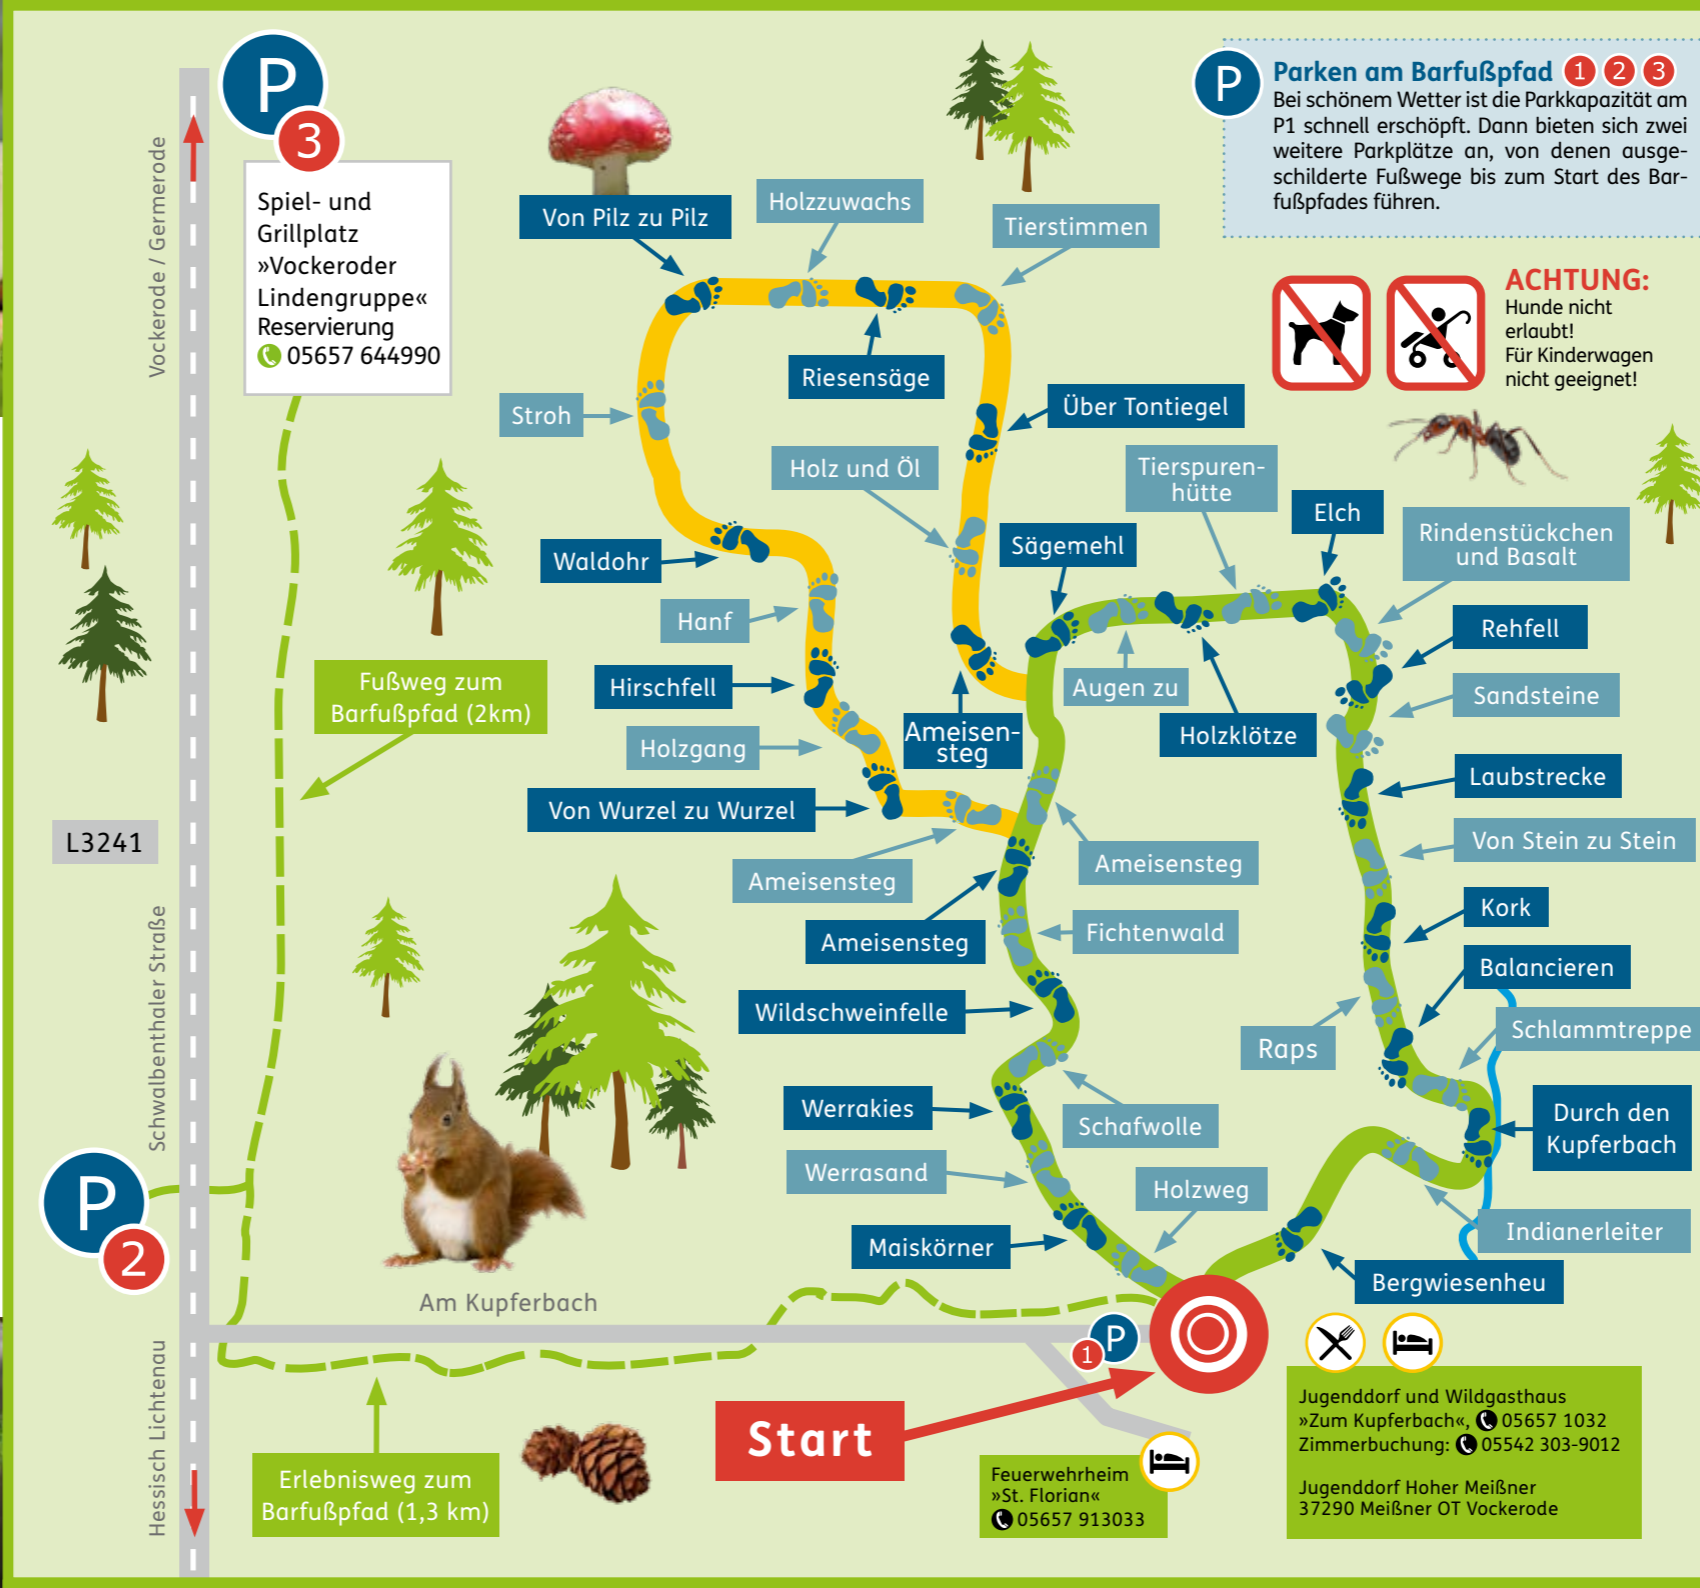 P
3
Spiel- und
Grillplatz
»Vockeroder
Lindengruppe«
Reservierung
05657 644990
Vockerode / Germerode
P
Parken am Barfußpfad 1 2 3
Bei schönem Wetter ist die Parkkapazität am
P1 schnell erschöpft. Dann bieten sich zwei
weitere Parkplätze an, von denen ausge-
schilderte Fußwege bis zum Start des Bar-
fußpfades führen.
ACHTUNG:
Hunde nicht
erlaubt!
Für Kinderwagen
nicht geeignet!
Von Pilz zu Pilz
Holzzuwachs
Tierstimmen
Riesensäge
Stroh
Über Tontiegel
Holz und Öl
Tierspuren-
hütte
Elch
Rindenstückchen
und Basalt
Waldohr
Sägemehl
Hanf
Rehfell
Fußweg zum
Barfußpfad (2km)
Hirschfell
Augen zu
Sandsteine
Holzgang
Ameisen-
steg
Holzklötze
Laubstrecke
Von Wurzel zu Wurzel
L3241
Von Stein zu Stein
Ameisensteg
Ameisensteg
Kork
Ameisensteg
Fichtenwald
Balancieren
Wildschweinfelle
Schlammtreppe
Raps
Schwalbenthaler Straße
Werrakies
Schafwolle
Durch den
Kupferbach
Werrasand
Holzweg
P
2
Indianerleiter
Maiskörner
Bergwiesenheu
Am Kupferbach
P
1
Hessisch Lichtenau
Start
Erlebnisweg zum
Barfußpfad (1,3 km)
Feuerwehrheim
»St. Florian«
05657 913033
Jugenddorf und Wildgasthaus
»Zum Kupferbach«, 05657 1032
Zimmerbuchung: 05542 303-9012
Jugenddorf Hoher Meißner
37290 Meißner OT Vockerode